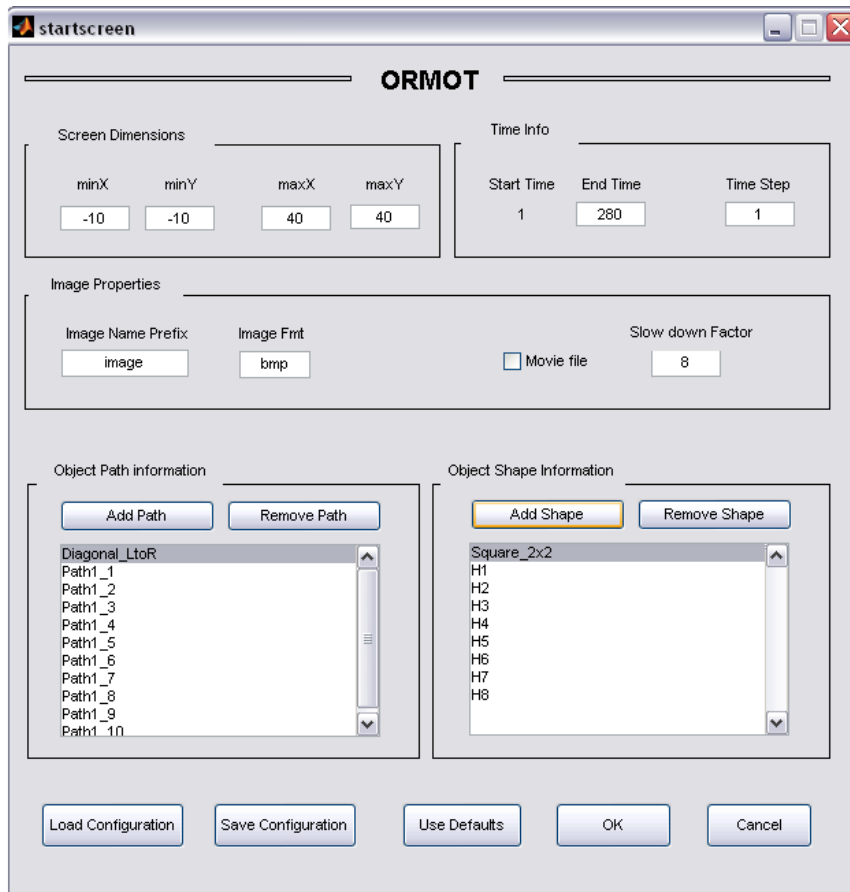 startscreen
ORMOT
Screen Dimensions
Time Info
minX minY maxX maxY
Start Time End Time Time Step
-10 -10 40 40
1 280 1
Image Properties
Image Name Prefix Image Fmt Slow down Factor
image bmp Movie file 8
Object Path information
Object Shape Information
Add Path Remove Path
Add Shape Remove Shape
Diagonal_LtoR
Path1_1
Path1_2
Path1_3
Path1_4
Path1_5
Path1_6
Path1_7
Path1_8
Path1_9
Path1_10
Square_2x2
H1
H2
H3
H4
H5
H6
H7
H8
Load Configuration Save Configuration Use Defaults OK Cancel